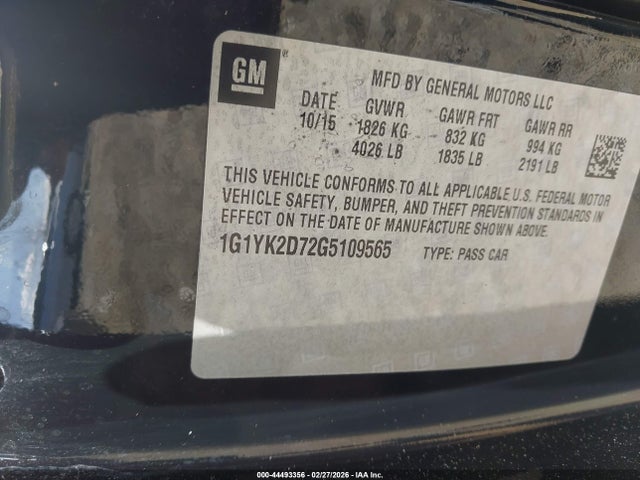 GM
MFD BY GENERAL MOTORS LLC
DATE GVWR GAWR FRT GAWR RR
10/15 1826 KG 832 KG 994 KG
4026 LB 1835 LB 2191 LB
THIS VEHICLE CONFORMS TO ALL APPLICABLE U.S. FEDERAL MOTOR
VEHICLE SAFETY, BUMPER, AND THEFT PREVENTION STANDARDS IN
EFFECT ON THE DATE OF MANUFACTURE SHOWN ABOVE.
1G1YK2D72G5109565 TYPE: PASS CAR
000-44493356 - 02/27/2026 - IAA Inc.